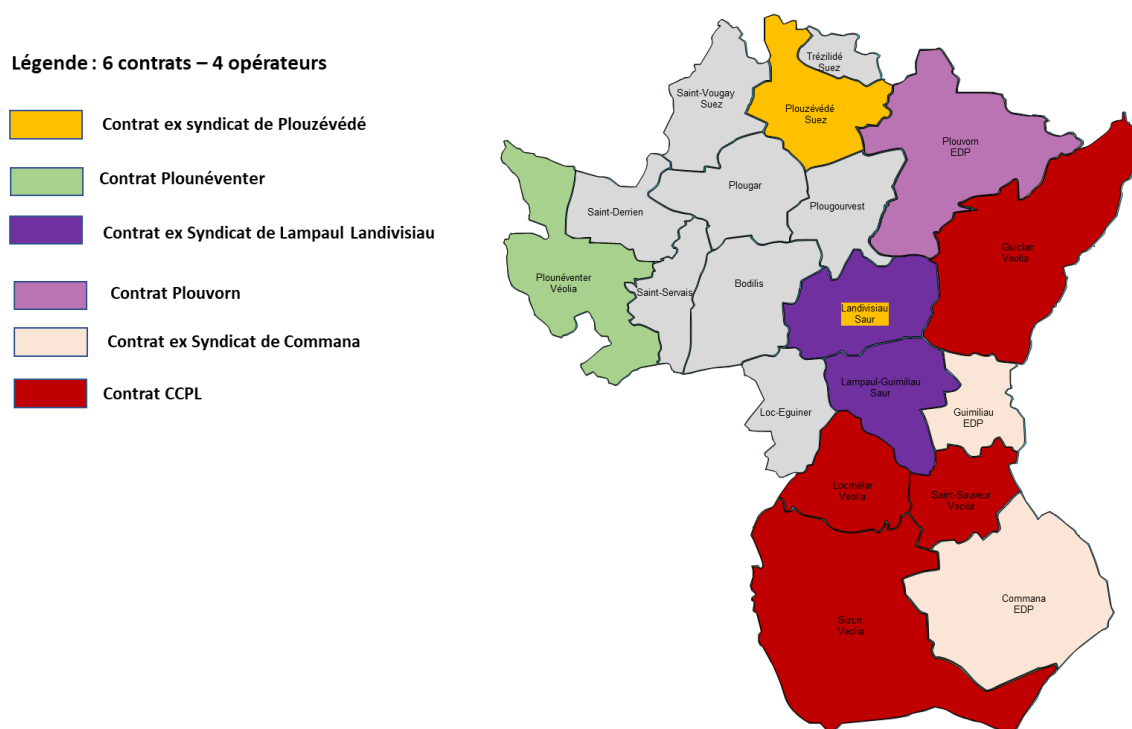 Légende : 6 contrats – 4 opérateurs
Contrat ex syndicat de Plouzévédé
Contrat Plounéventer
Contrat ex Syndicat de Lampaul Landivisiau
Contrat Plouvorn
Contrat ex Syndicat de Commana
Contrat CCPL
Trézilidé
Suez
Saint-Vougay
Suez
Plouzévédé
Suez
Plouvorn
EDP
Plougar
Plougourvest
Saint-Derrien
Guiclan
Veolia
Plounéventer
Véolia
Saint-Servais
Bodilis
Landivisiau
Saur
Lampaul-Guimiliau
Saur
Loc-Eguiner
Guimiliau
EDP
Locmélar
Veolia
Saint-Sauveur
Veolia
Commana
EDP
Sizun
Veolia